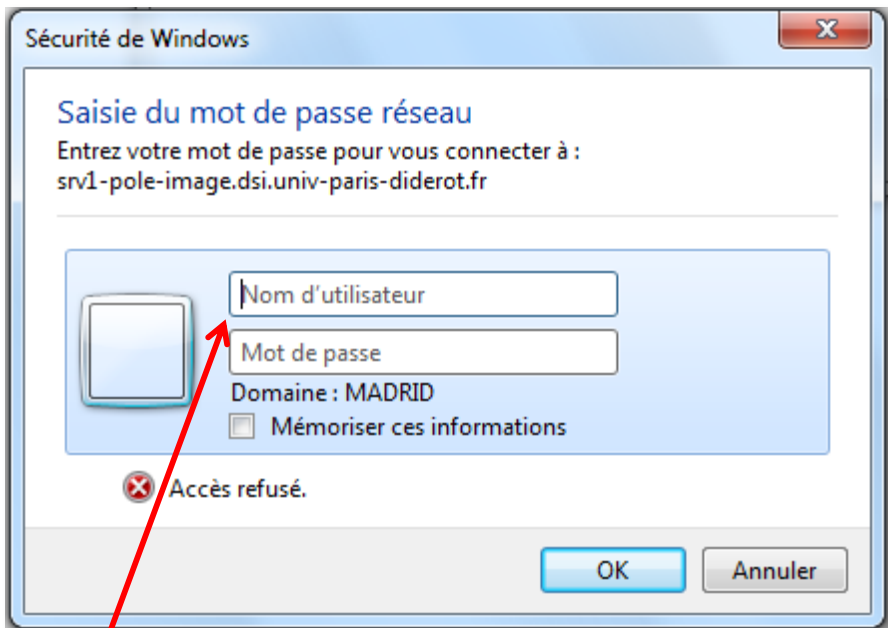 Sécurité de Windows
Saisie du mot de passe réseau
Entrez votre mot de passe pour vous connecter à :
srv1-pole-image.dsi.univ-paris-diderot.fr
Nom d'utilisateur
Mot de passe
Domaine : MADRID
Mémoriser ces informations
Accès refusé.
OK
Annuler